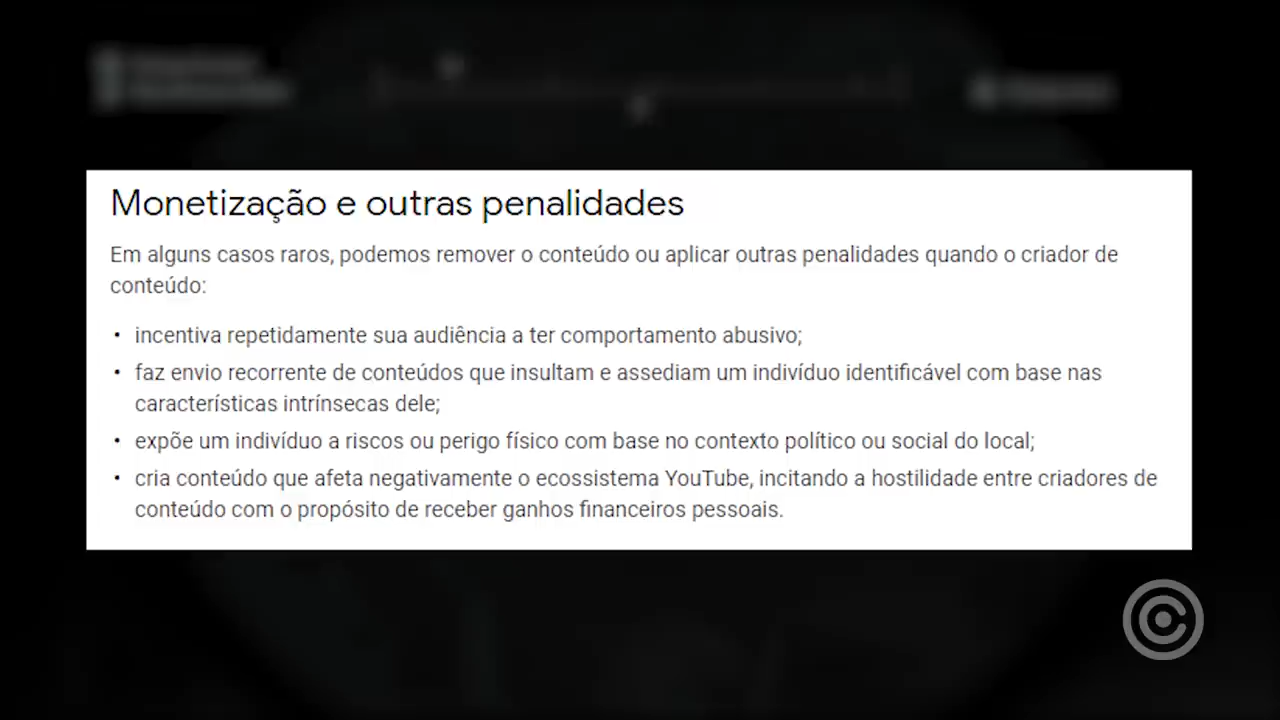 Monetização e outras penalidades
Em alguns casos raros, podemos remover o conteúdo ou aplicar outras penalidades quando o criador de
conteúdo:
• incentiva repetidamente sua audiência a ter comportamento abusivo;
• faz envio recorrente de conteúdos que insultam e assediam um indivíduo identificável com base nas
características intrínsecas dele;
• expõe um indivíduo a riscos ou perigo físico com base no contexto político ou social do local;
• cria conteúdo que afeta negativamente o ecossistema YouTube, incitando a hostilidade entre criadores de
conteúdo com o propósito de receber ganhos financeiros pessoais.